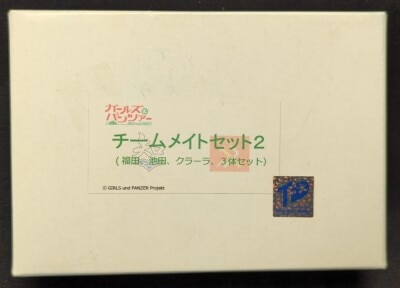 ガールズ&
パンツァー
チームメイトセット2
(福田、池田、クラーラ、3体セット)
© GIRLS und PANZER Projekt